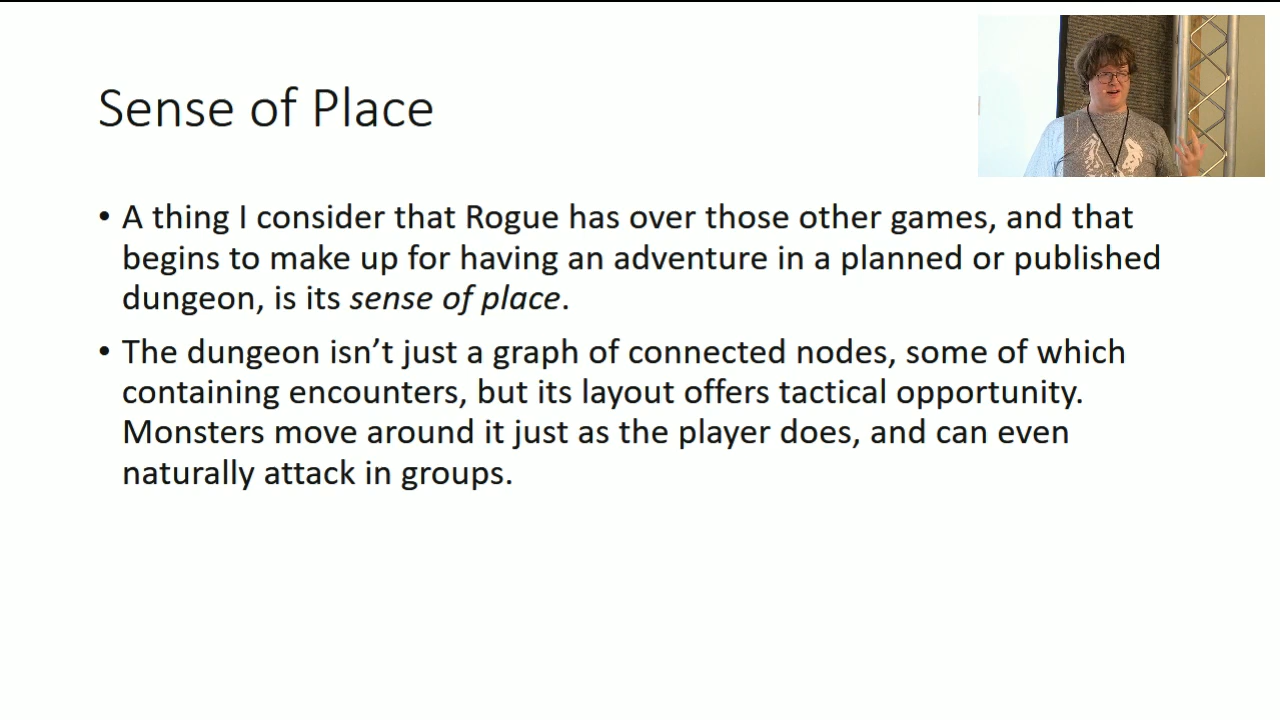 Sense of Place
• A thing I consider that Rogue has over those other games, and that
begins to make up for having an adventure in a planned or published
dungeon, is its sense of place.
• The dungeon isn’t just a graph of connected nodes, some of which
containing encounters, but its layout offers tactical opportunity.
Monsters move around it just as the player does, and can even
naturally attack in groups.